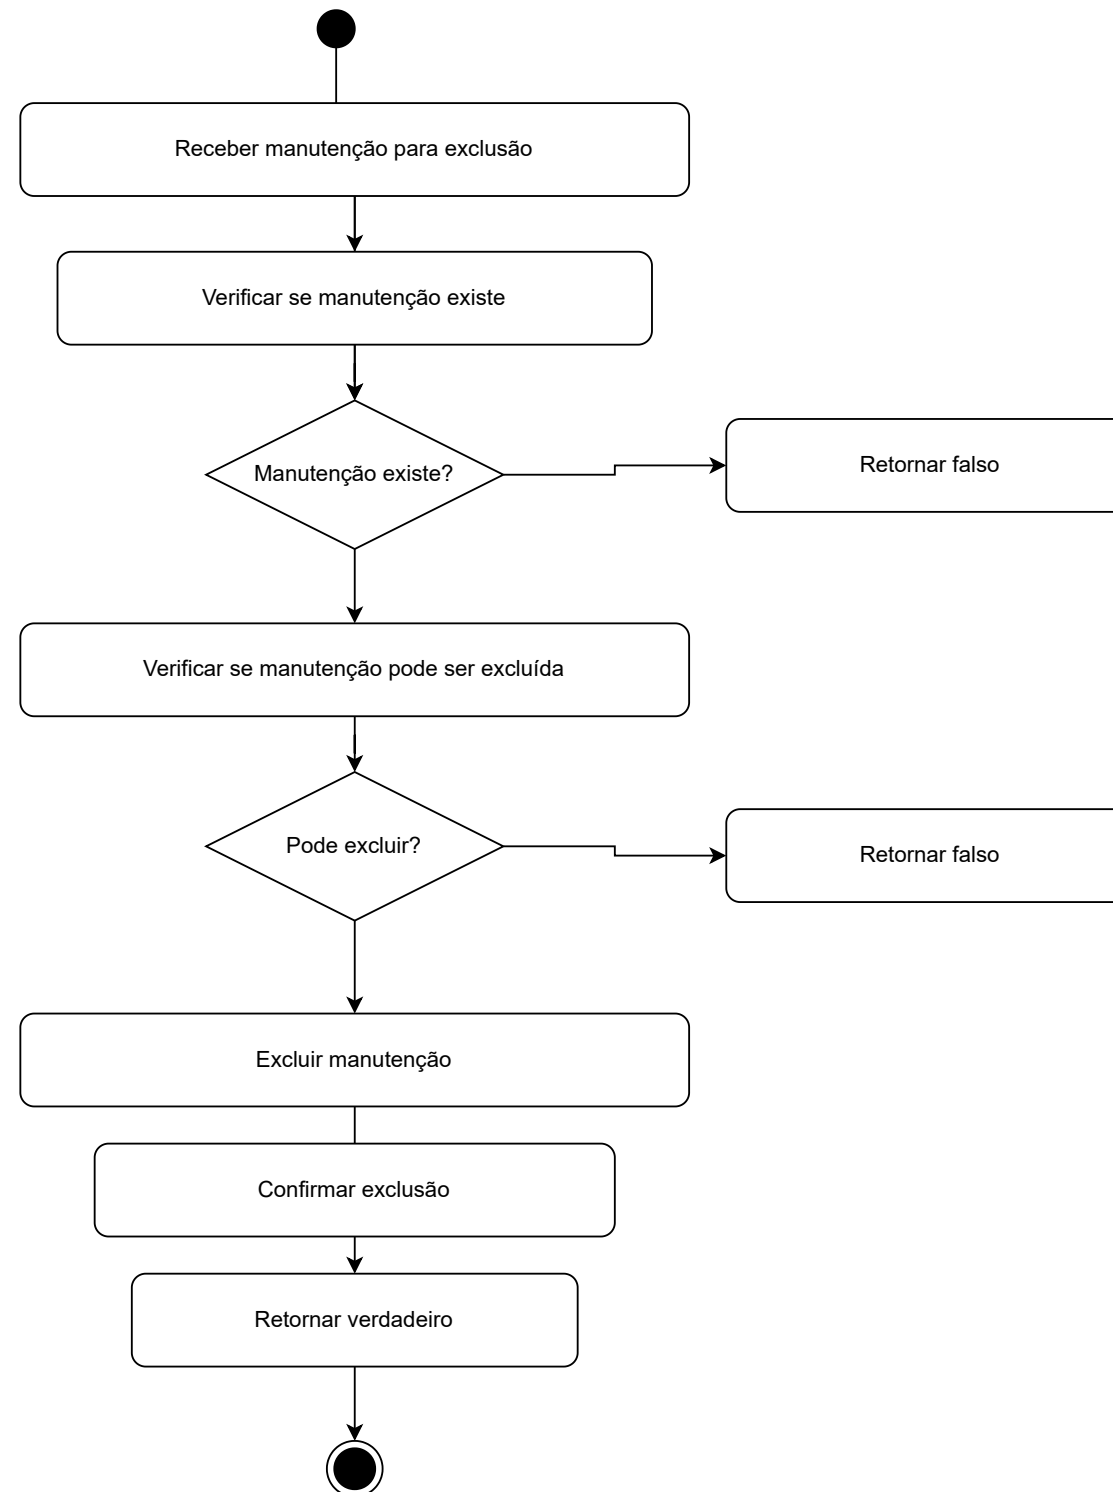 Receber manutenção para exclusão
Verificar se manutenção existe
Manutenção existe?
Retornar falso
Verificar se manutenção pode ser excluída
Pode excluir?
Retornar falso
Excluir manutenção
Confirmar exclusão
Retornar verdadeiro